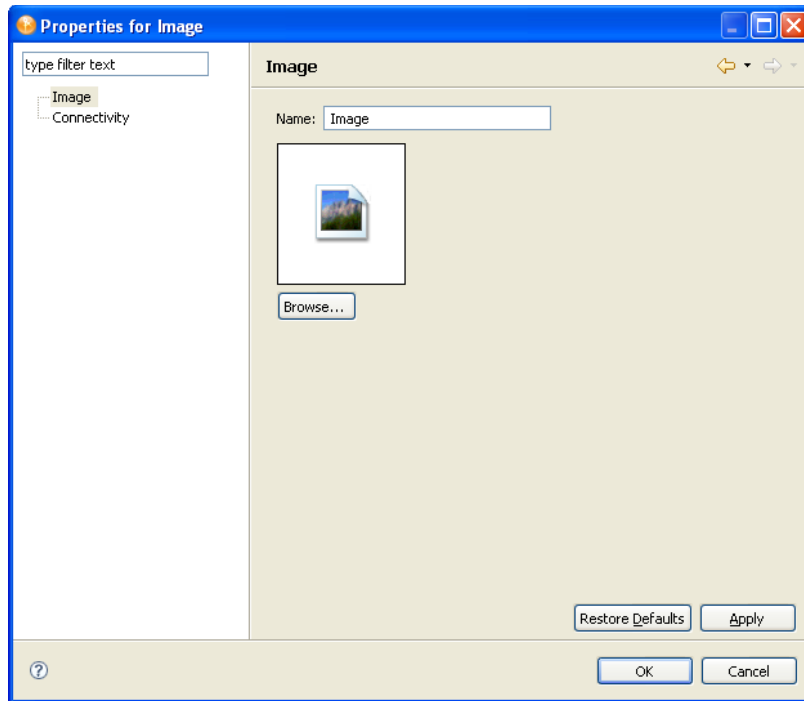 Properties for Image
type filter text
Image
Image
Connectivity
Name: Image
Browse...
Restore Defaults
Apply
OK
Cancel